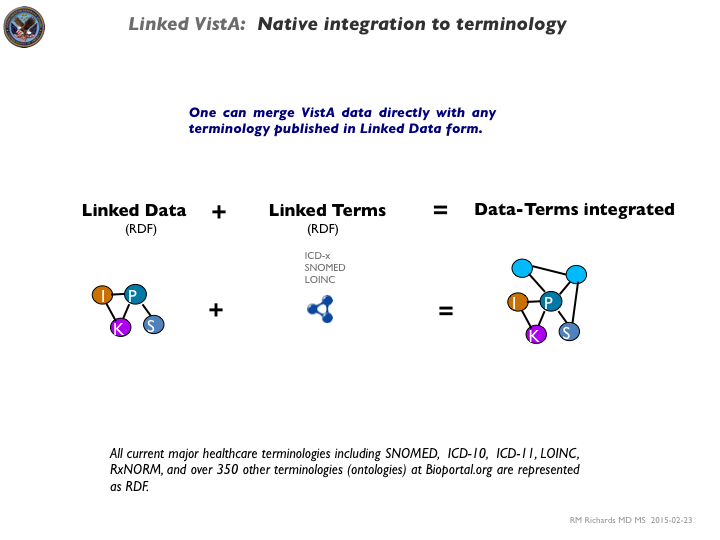 Linked VistA: Native integration to terminology
One can merge VistA data directly with any
terminology published in Linked Data form.
Linked Data + Linked Terms = Data-Terms integrated
(RDF) (RDF)
ICD-x
SNOMED
LOINC
I P + = I P
K S K S
All current major healthcare terminologies including SNOMED, ICD-10, ICD-11, LOINC,
RxNORM, and over 350 other terminologies (ontologies) at Bioportal.org are represented
as RDF.
RM Richards MD MS 2015-02-23